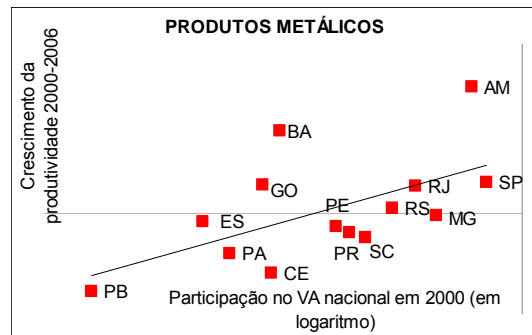 PRODUTOS METÁLICOS
Crescimento da
produtividade 2000-2006
AM
BA
GO
RJ
SP
PE
RS
MG
ES
PR
SC
PA
CE
PB
Participação no VA nacional em 2000 (em
logaritmo)